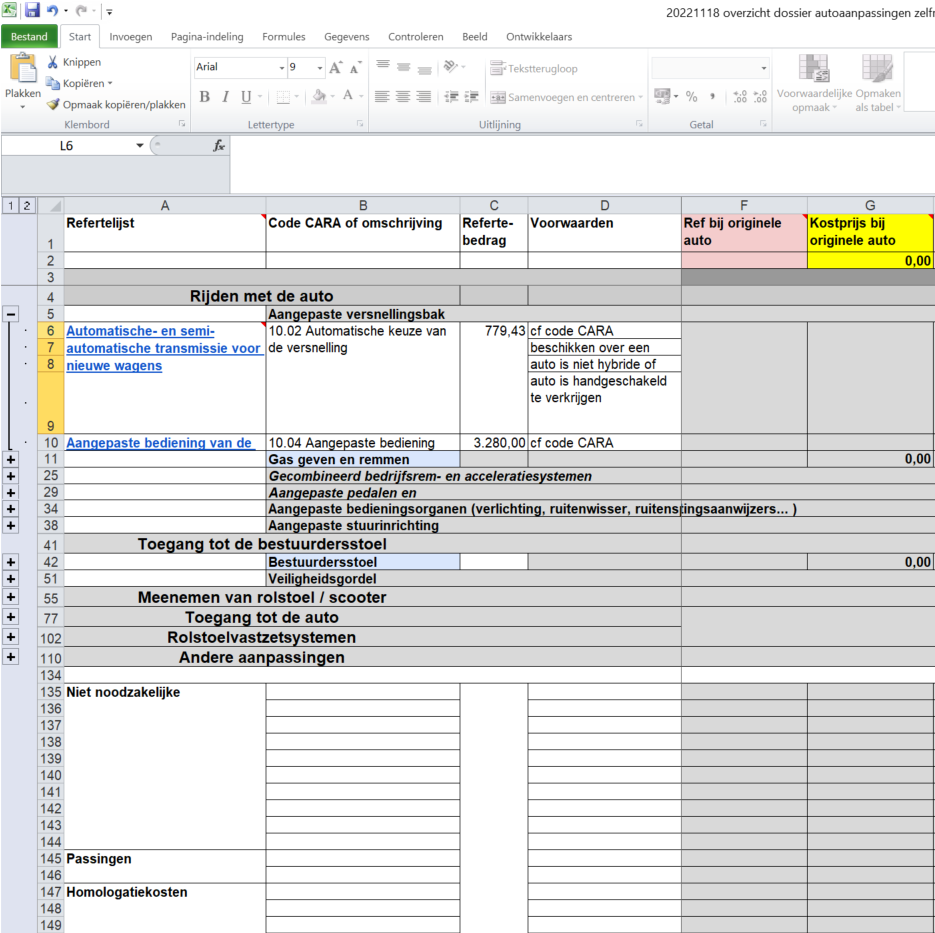 20221118 overzicht dossier autoaanpassingen
Bestand Start Invoegen Pagina-indeling Formules Gegevens Controleren Beeld Ontwikkelaars
Knippen
Kopiëren
Opmaak kopiëren/plakken
Plakken
Klembord
Arial 9
B I U
Lettertype
Tekstterugloop
Samenvoegen en centreren
Uitlijning
% ,
Getal
Voorwaardelijke opmaak
Opmaken als tabel
L6 fx
1 2
A B C D F G
1 Refertelijst Code CARA of omschrijving Referte-bedrag Voorwaarden Ref bij originele auto Kostprijs bij originele auto
2 0,00
3
4 Rijden met de auto
5 Aangepaste versnellingsbak
6 Automatische- en semi- 10.02 Automatische keuze van 779,43 cf code CARA
7 automatische transmissie voor de versnelling beschikken over een
8 nieuwe wagens auto is niet hybride of
auto is handgeschakeld
te verkrijgen
9
10 Aangepaste bediening van de 10.04 Aangepaste bediening 3.280,00 cf code CARA
11 Gas geven en remmen 0,00
25 Gecombineerd bedrijfsrem- en acceleratiesystemen
29 Aangepaste pedalen en
34 Aangepaste bedieningsorganen (verlichting, ruitenwisser, ... )
38 Aangepaste stuurinrichting
41 Toegang tot de bestuurdersstoel
42 Bestuurdersstoel 0,00
51 Veiligheidsgordel
55 Meenemen van rolstoel / scooter
77 Toegang tot de auto
102 Rolstoelvastzetsystemen
110 Andere aanpassingen
134
135 Niet noodzakelijke
136
137
138
139
140
141
142
143
144
145 Passingen
146
147 Homologatiekosten
148
149